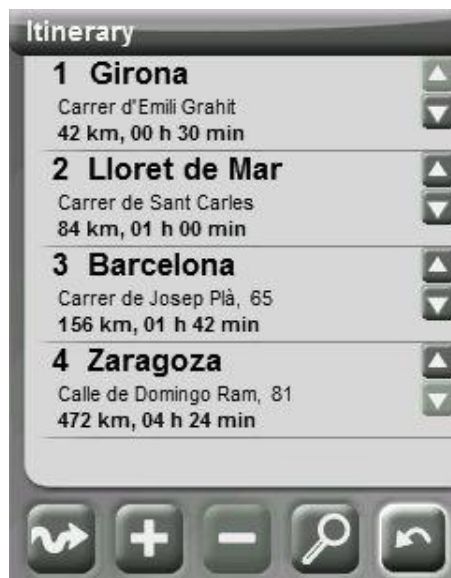 Itinerary
1 Girona
Carrer d'Emili Grahit
42 km, 00 h 30 min
2 Lloret de Mar
Carrer de Sant Carles
84 km, 01 h 00 min
3 Barcelona
Carrer de Josep Plà, 65
156 km, 01 h 42 min
4 Zaragoza
Calle de Domingo Ram, 81
472 km, 04 h 24 min